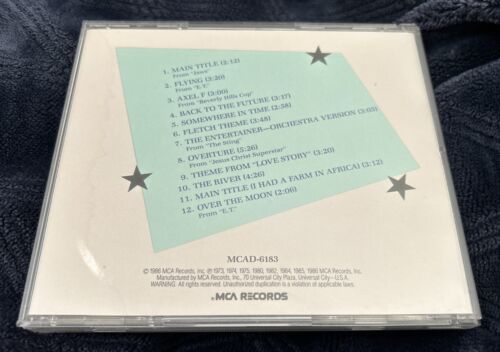 1. MAIN TITLE (2:12)
From "Jaws"
2. FLYING (3:20)
From "E.T."
3. AXEL F (3:00)
From "Beverly Hills Cop"
4. BACK TO THE FUTURE (3:17)
5. SOMEWHERE IN TIME (2:58)
6. FLETCH THEME (3:48)
7. THE ENTERTAINER—ORCHESTRA VERSION (3:05)
From "The Sting"
8. OVERTURE (5:26)
From "Jesus Christ Superstar"
9. THEME FROM "LOVE STORY" (3:20)
10. THE RIVER (4:26)
11. MAIN TITLE (I HAD A FARM IN AFRICA) (3:12)
12. OVER THE MOON (2:06)
From "E.T."
MCAD-6183
© 1986 MCA Records, Inc. ℗ 1973, 1974, 1975, 1980, 1982, 1984, 1985, 1986 MCA Records, Inc.
Manufactured by MCA Records, Inc., 70 Universal City Plaza, Universal City—U.S.A.
WARNING: All rights reserved. Unauthorized duplication is a violation of applicable laws.
MCA RECORDS